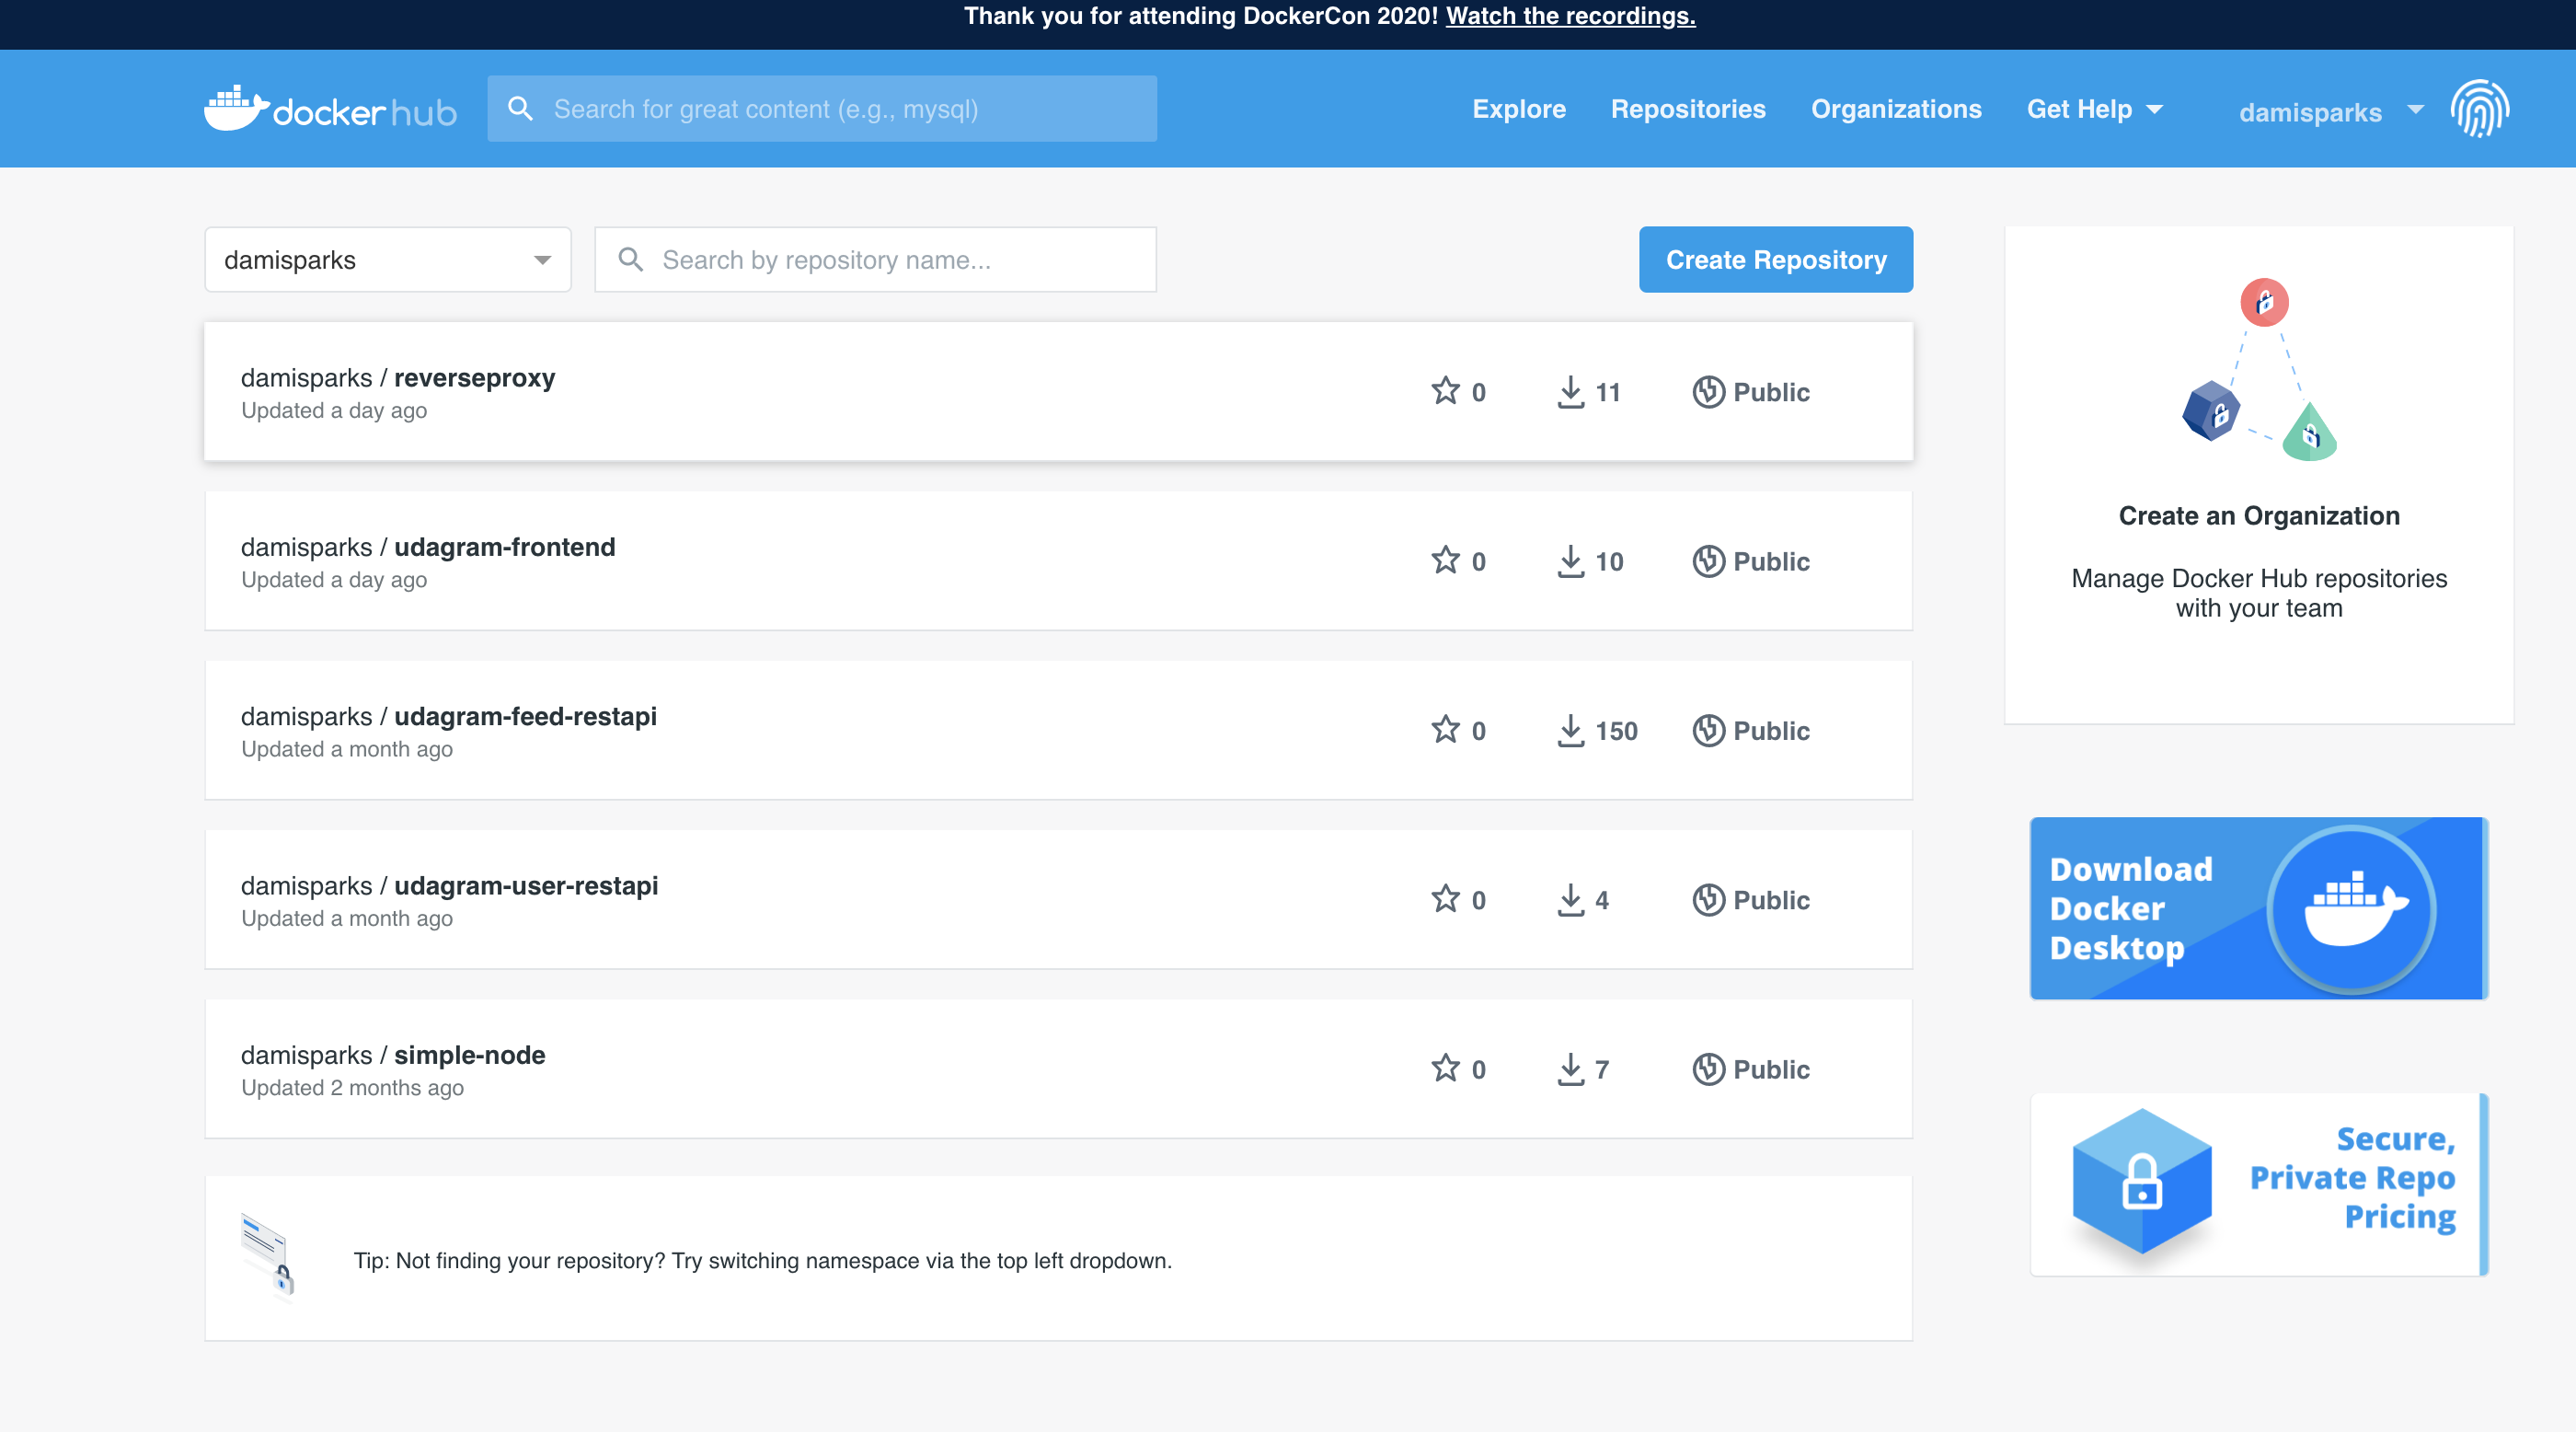 Thank you for attending DockerCon 2020! Watch the recordings.
docker hub
Search for great content (e.g., mysql)
Explore
Repositories
Organizations
Get Help
damisparks
damisparks
Search by repository name...
Create Repository
damisparks / reverseproxy
Updated a day ago
0
11
Public
damisparks / udagram-frontend
Updated a day ago
0
10
Public
damisparks / udagram-feed-restapi
Updated a month ago
0
150
Public
damisparks / udagram-user-restapi
Updated a month ago
0
4
Public
damisparks / simple-node
Updated 2 months ago
0
7
Public
Tip: Not finding your repository? Try switching namespace via the top left dropdown.
Create an Organization
Manage Docker Hub repositories
with your team
Download
Docker
Desktop
Secure,
Private Repo
Pricing